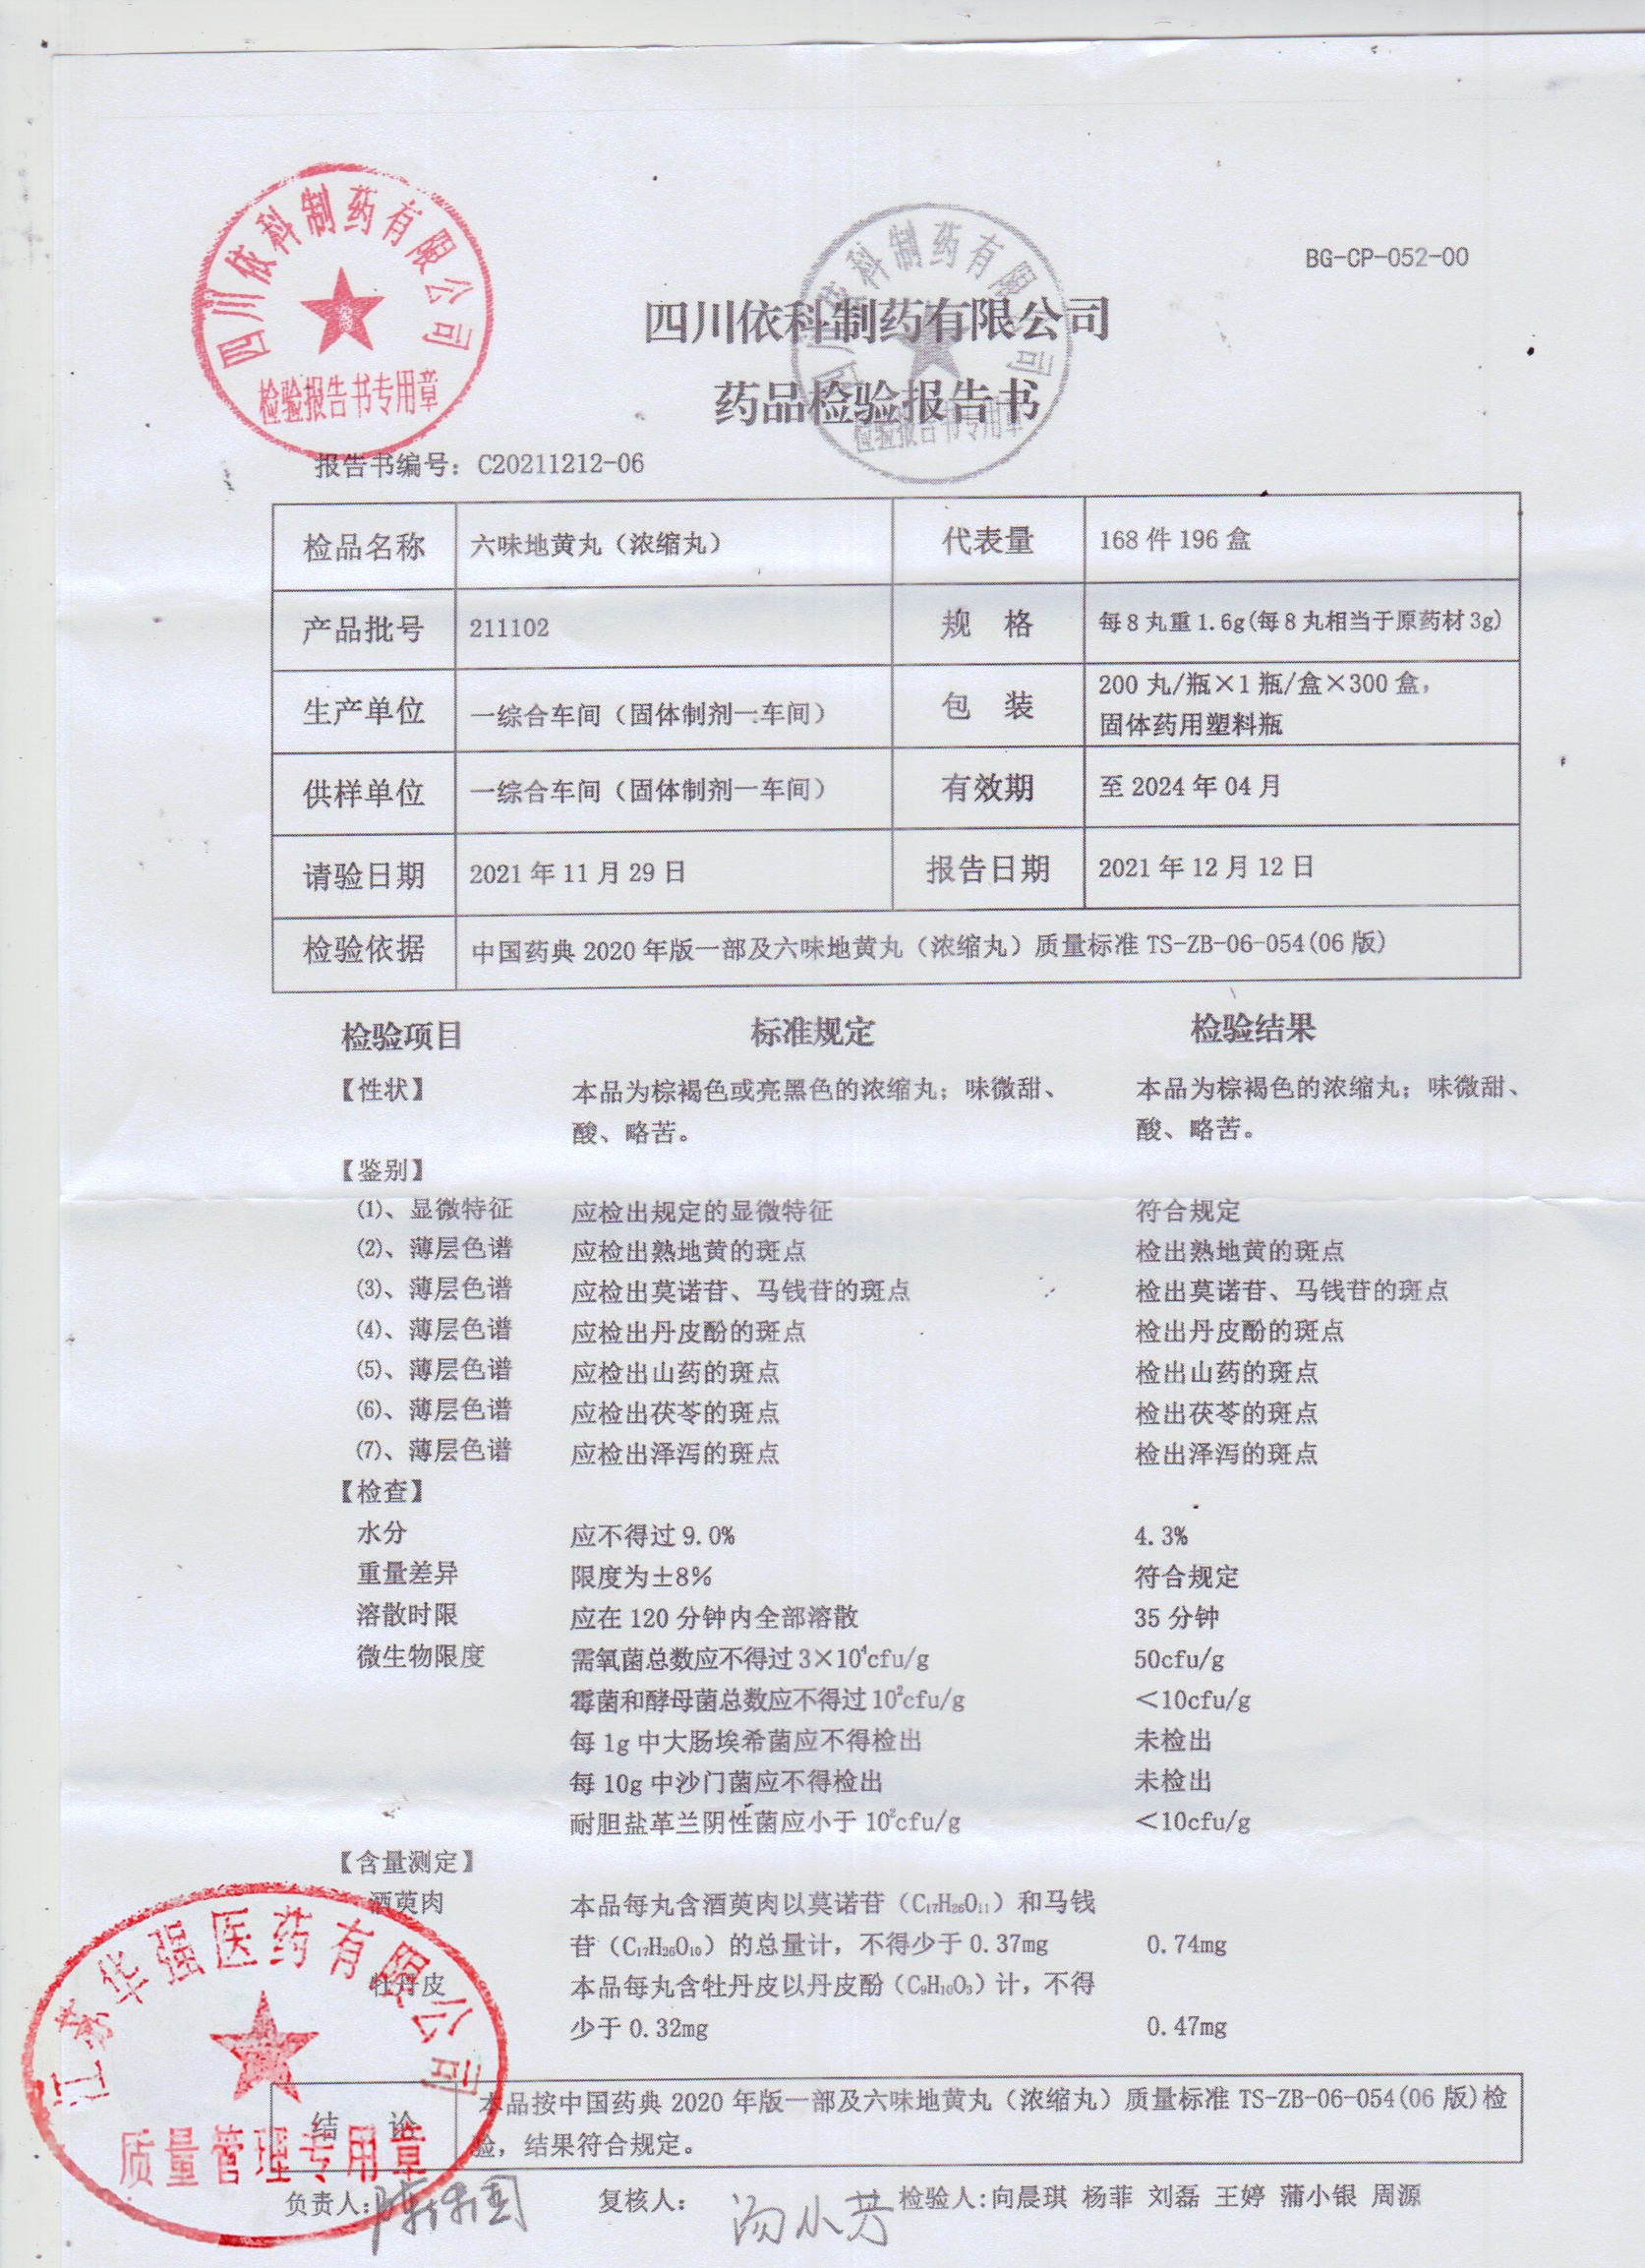 四川依科制药有限公司
检验报告书专用章
科制药有限
司
检验报告书专用章
BG-CP-052-00
四川依科制药有限公司
药品检验报告书
报告书编号：C20211212-06
检品名称 六味地黄丸（浓缩丸） 代表量 168件196盒
产品批号 211102 规 格 每8丸重1.6g(每8丸相当于原药材3g)
生产单位 一综合车间（固体制剂一车间） 包 装 200丸/瓶×1瓶/盒×300盒，
固体药用塑料瓶
供样单位 一综合车间（固体制剂一车间） 有效期 至2024年04月
请验日期 2021年11月29日 报告日期 2021年12月12日
检验依据 中国药典2020年版一部及六味地黄丸（浓缩丸）质量标准TS-ZB-06-054(06版)
检验项目 标准规定 检验结果
【性状】 本品为棕褐色或亮黑色的浓缩丸；味微甜、 本品为棕褐色的浓缩丸；味微甜、
酸、略苦。 酸、略苦。
【鉴别】
⑴、显微特征 应检出规定的显微特征 符合规定
⑵、薄层色谱 应检出熟地黄的斑点 检出熟地黄的斑点
⑶、薄层色谱 应检出莫诺苷、马钱苷的斑点 检出莫诺苷、马钱苷的斑点
⑷、薄层色谱 应检出丹皮酚的斑点 检出丹皮酚的斑点
⑸、薄层色谱 应检出山药的斑点 检出山药的斑点
⑹、薄层色谱 应检出茯苓的斑点 检出茯苓的斑点
⑺、薄层色谱 应检出泽泻的斑点 检出泽泻的斑点
【检查】
水分 应不得过9.0% 4.3%
重量差异 限度为±8% 符合规定
溶散时限 应在120分钟内全部溶散 35分钟
微生物限度 需氧菌总数应不得过3×10⁴cfu/g 50cfu/g
霉菌和酵母菌总数应不得过10²cfu/g ＜10cfu/g
每1g中大肠埃希菌应不得检出 未检出
每10g中沙门菌应不得检出 未检出
耐胆盐革兰阴性菌应小于10²cfu/g ＜10cfu/g
【含量测定】
酒萸肉 本品每丸含酒萸肉以莫诺苷（C₁₇H₂₆O₁₁）和马钱
苷（C₁₇H₂₆O₁₀）的总量计，不得少于0.37mg 0.74mg
牡丹皮 本品每丸含牡丹皮以丹皮酚（C₉H₁₀O₃）计，不得
少于0.32mg 0.47mg
结 论 本品按中国药典2020年版一部及六味地黄丸（浓缩丸）质量标准TS-ZB-06-054(06版)检
验，结果符合规定。
江苏华强医药有限公司
质量管理专用章
负责人： 复核人： 汤小芳 检验人:向晨琪 杨菲 刘磊 王婷 蒲小银 周源